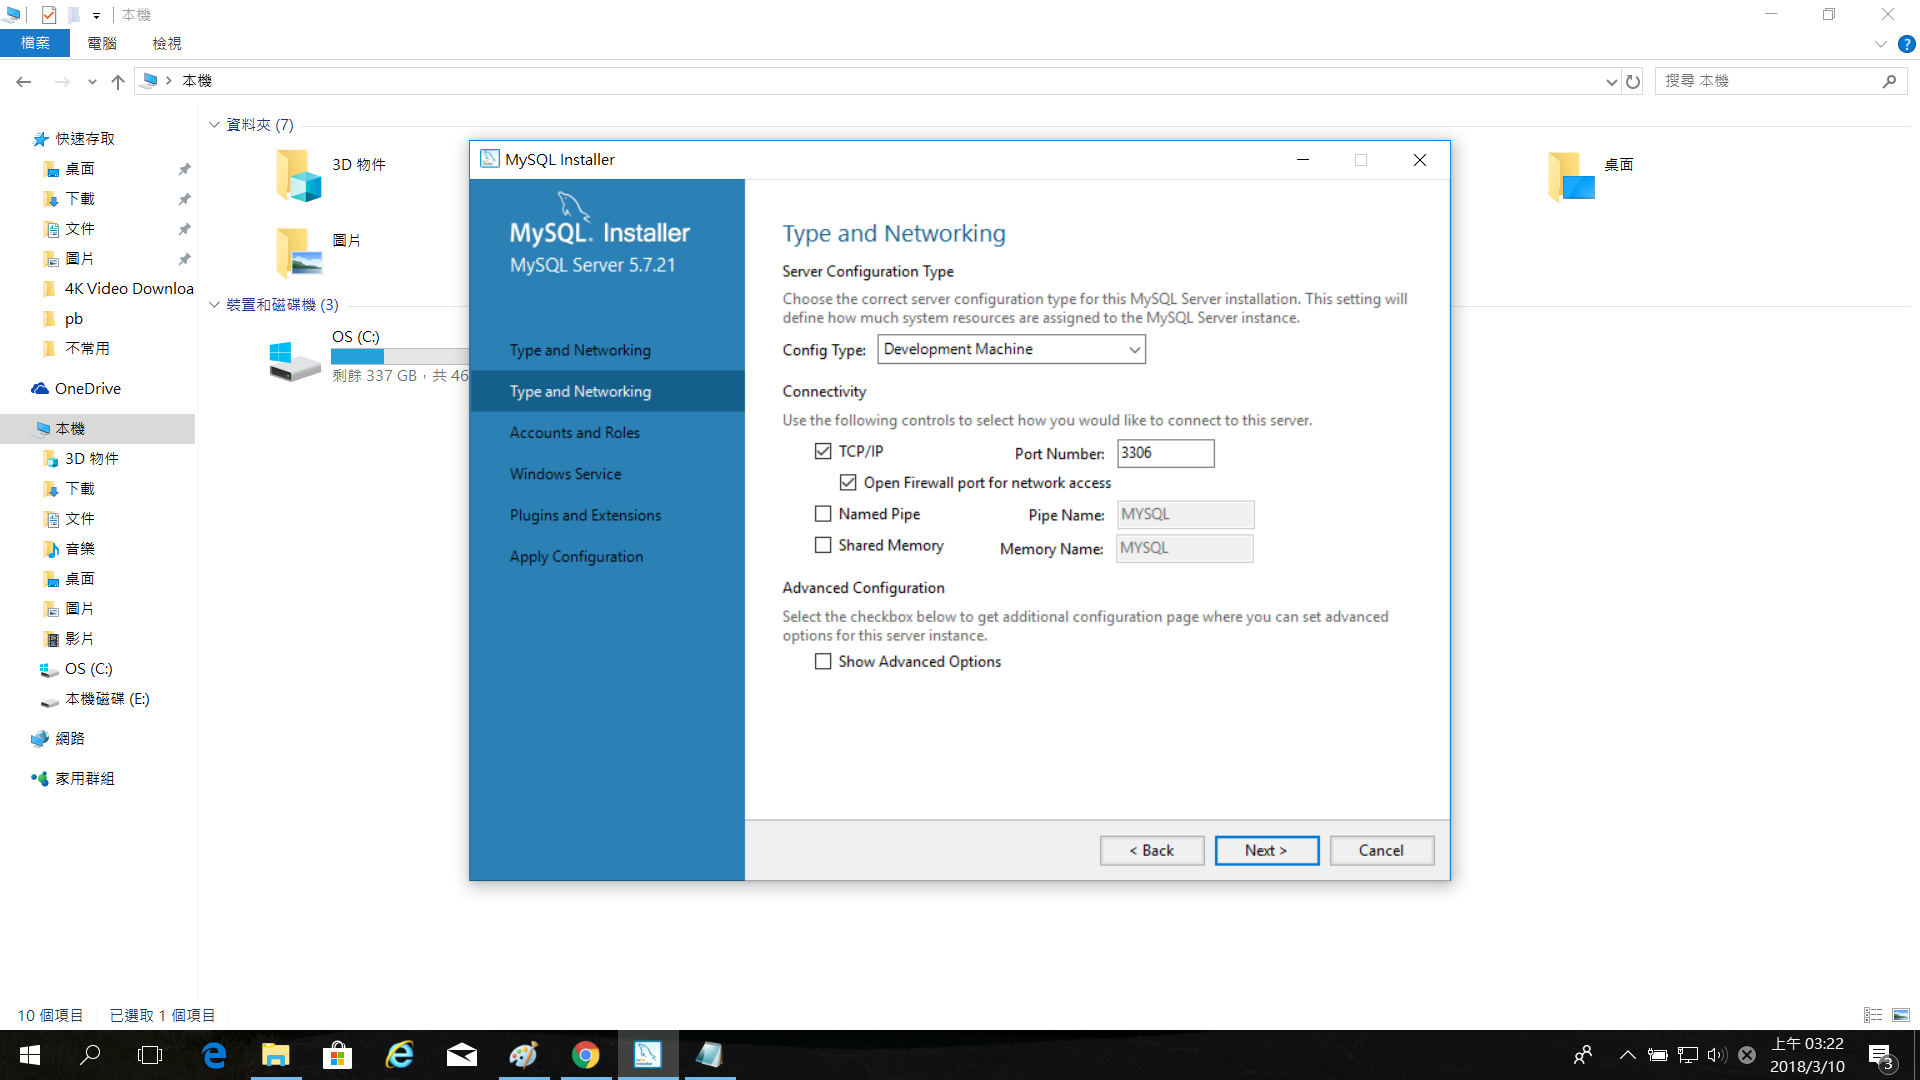 本機
檔案
電腦
檢視
本機
搜尋 本機
快速存取
桌面
下載
文件
圖片
4K Video Downloa
pb
不常用
OneDrive
本機
3D 物件
下載
文件
音樂
桌面
圖片
影片
OS (C:)
本機磁碟 (E:)
網路
家用群組
資料夾 (7)
3D 物件
圖片
桌面
裝置和磁碟機 (3)
OS (C:)
剩餘 337 GB，共 46
MySQL Installer
MySQL. Installer
MySQL Server 5.7.21
Type and Networking
Type and Networking
Accounts and Roles
Windows Service
Plugins and Extensions
Apply Configuration
Type and Networking
Server Configuration Type
Choose the correct server configuration type for this MySQL Server installation. This setting will
define how much system resources are assigned to the MySQL Server instance.
Config Type: Development Machine
Connectivity
Use the following controls to select how you would like to connect to this server.
TCP/IP Port Number: 3306
Open Firewall port for network access
Named Pipe Pipe Name: MYSQL
Shared Memory Memory Name: MYSQL
Advanced Configuration
Select the checkbox below to get additional configuration page where you can set advanced
options for this server instance.
Show Advanced Options
< Back Next > Cancel
10 個項目 已選取 1 個項目
上午 03:22
2018/3/10
3